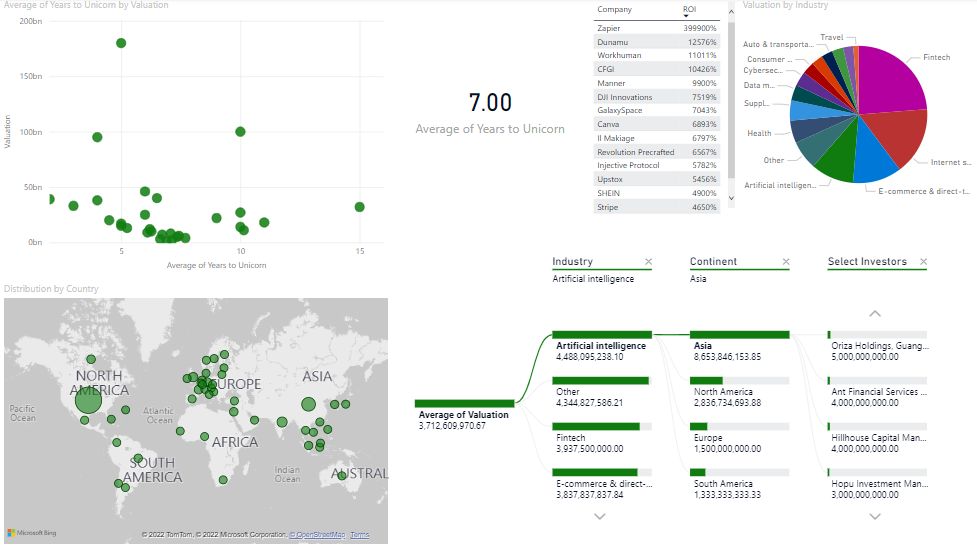 Average of Years to Unicorn by Valuation
200bn
150bn
100bn
50bn
0bn
Valuation
5
10
15
Average of Years to Unicorn
7.00
Average of Years to Unicorn
Company ROI
Zapier 399900%
Dunamu 12576%
Workhuman 11011%
CFGI 10426%
Manner 9900%
DJI Innovations 7519%
GalaxySpace 7043%
Canva 6893%
Il Makiage 6797%
Revolution Precrafted 6567%
Injective Protocol 5782%
Upstox 5456%
SHEIN 4900%
Stripe 4650%
Valuation by Industry
Travel
Auto & transporta...
Consumer ...
Cybersec...
Data m...
Suppl...
Health
Other
Artificial intelligen...
Fintech
Internet s...
E-commerce & direct-t...
Distribution by Country
NORTH
AMERICA
EUROPE
ASIA
Pacific
Ocean
Atlantic
Ocean
AFRICA
SOUTH
AMERICA
Indian
Ocean
AUSTRAL
Microsoft Bing
© 2022 TomTom, © 2022 Microsoft Corporation, © OpenStreetMap Terms
Industry
Artificial intelligence
Continent
Asia
Select Investors
Average of Valuation
3,712,609,970.67
Artificial intelligence
4,488,095,238.10
Other
4,344,827,586.21
Fintech
3,937,500,000.00
E-commerce & direct-...
3,837,837,837.84
Asia
8,653,846,153.85
North America
2,836,734,693.88
Europe
1,500,000,000.00
South America
1,333,333,333.33
Oriza Holdings, Guang...
5,000,000,000.00
Ant Financial Services ...
4,000,000,000.00
Hillhouse Capital Man...
4,000,000,000.00
Hopu Investment Man...
3,000,000,000.00